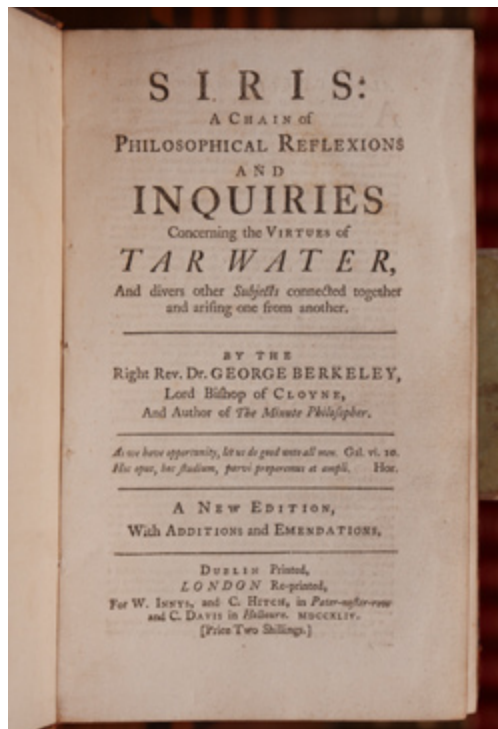 SIRIS:
A CHAIN of
PHILOSOPHICAL REFLEXIONS
AND
INQUIRIES
Concerning the VIRTUES of
TAR WATER,
And divers other Subjects connected together
and arising one from another.
BY THE
Right Rev. Dr. GEORGE BERKELEY,
Lord Bishop of CLOYNE,
And Author of The Minute Philosopher.
As we have opportunity, let us do good unto all men. Gal. vi. 10.
Hoc opus, hoc studium, parvi properemus et ampli. Hor.
A NEW EDITION,
With ADDITIONS and EMENDATIONS,
DUBLIN Printed,
LONDON Re-printed,
For W. INNYS, and C. HITCH, in Pater-noster-row
and C. DAVIS in Holbourn. MDCCXLIV.
[Price Two Shillings.]